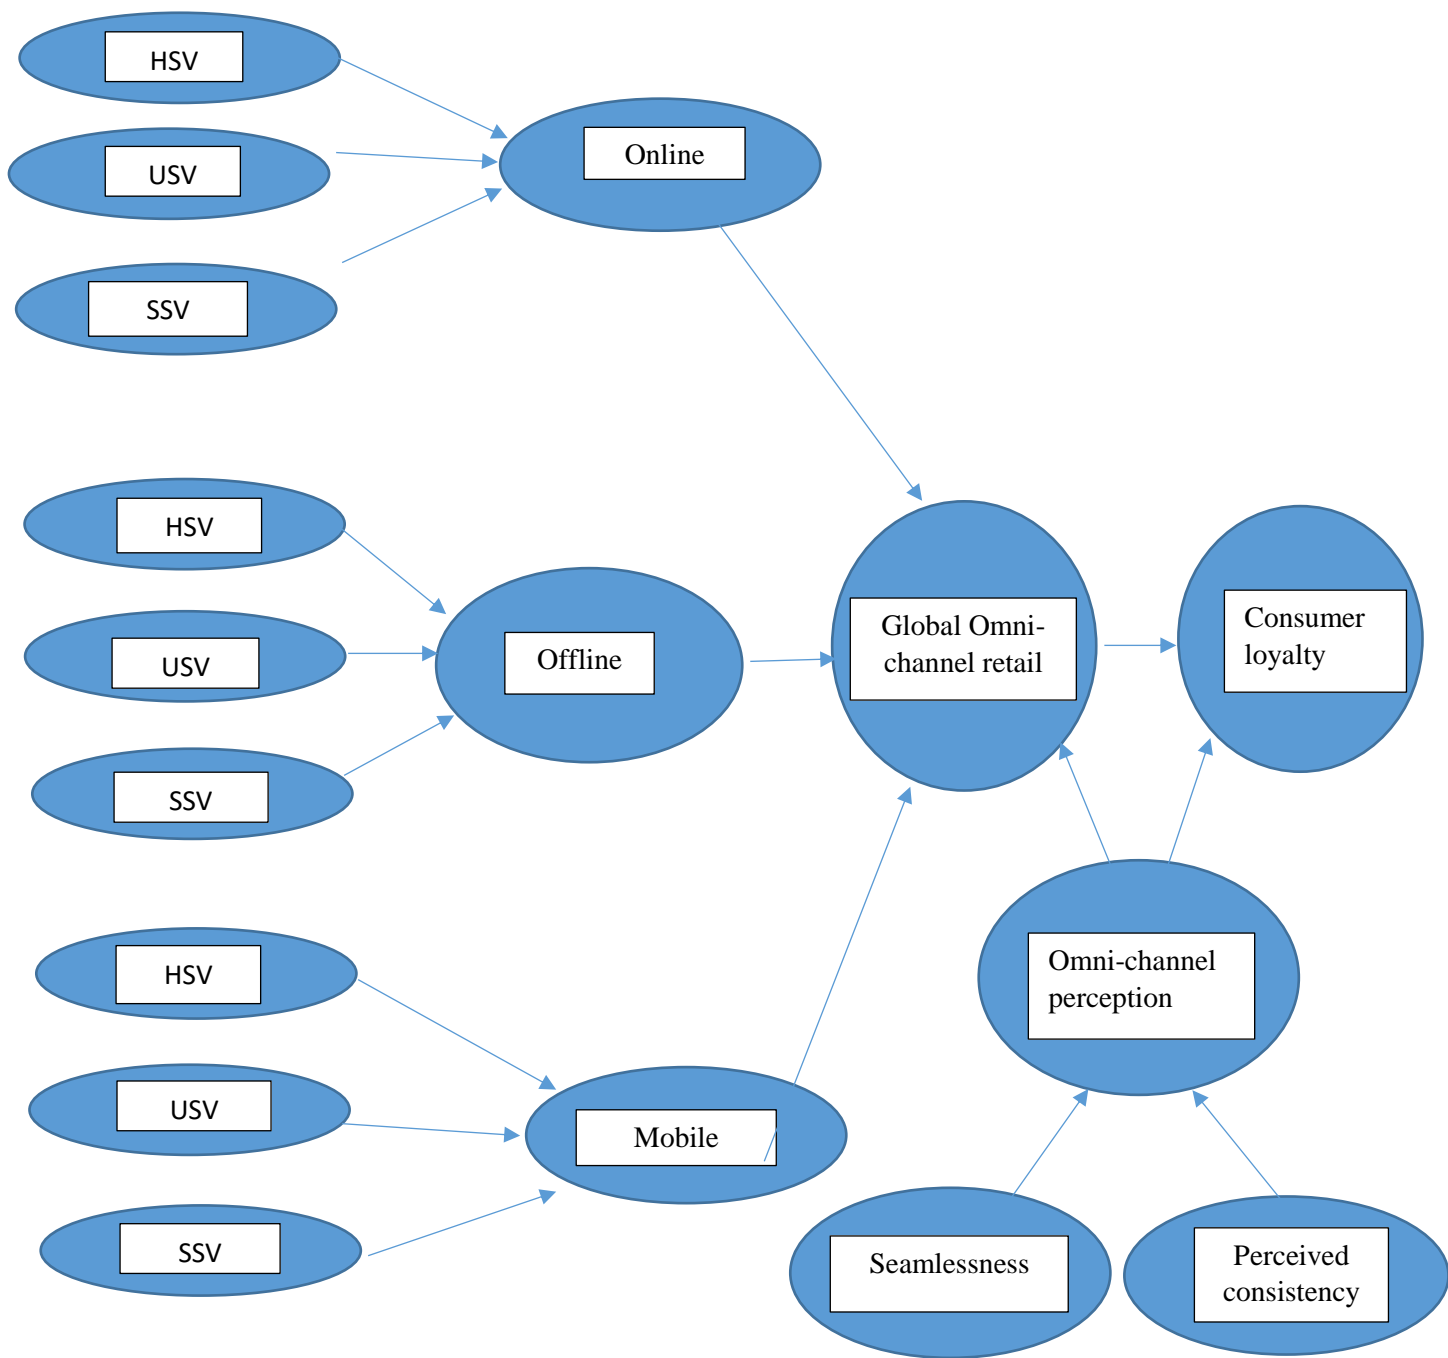 HSV
USV
SSV
Online
HSV
USV
SSV
Offline
Global Omni-
channel retail
Consumer
loyalty
HSV
USV
SSV
Mobile
Omni-channel
perception
Seamlessness
Perceived
consistency